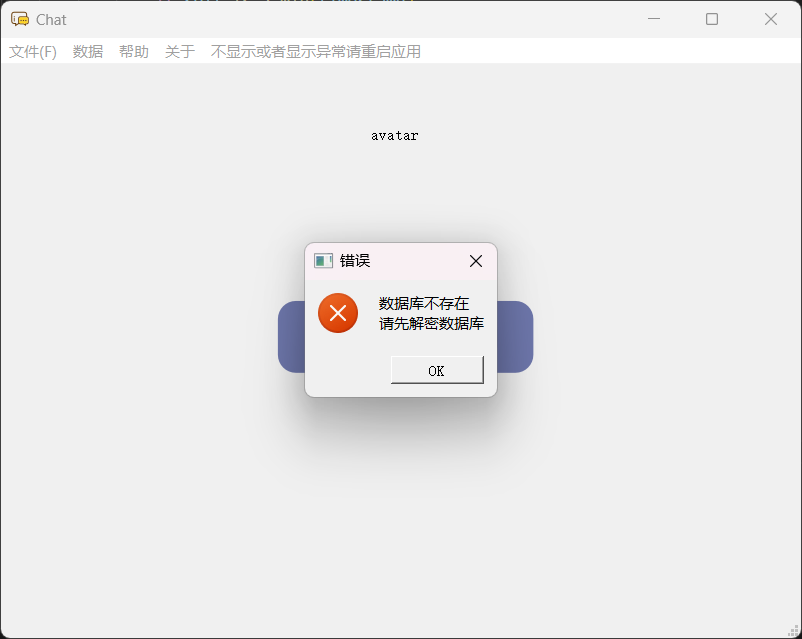 Chat
文件(F) 数据 帮助 关于 不显示或者显示异常请重启应用
avatar
错误
数据库不存在
请先解密数据库
OK